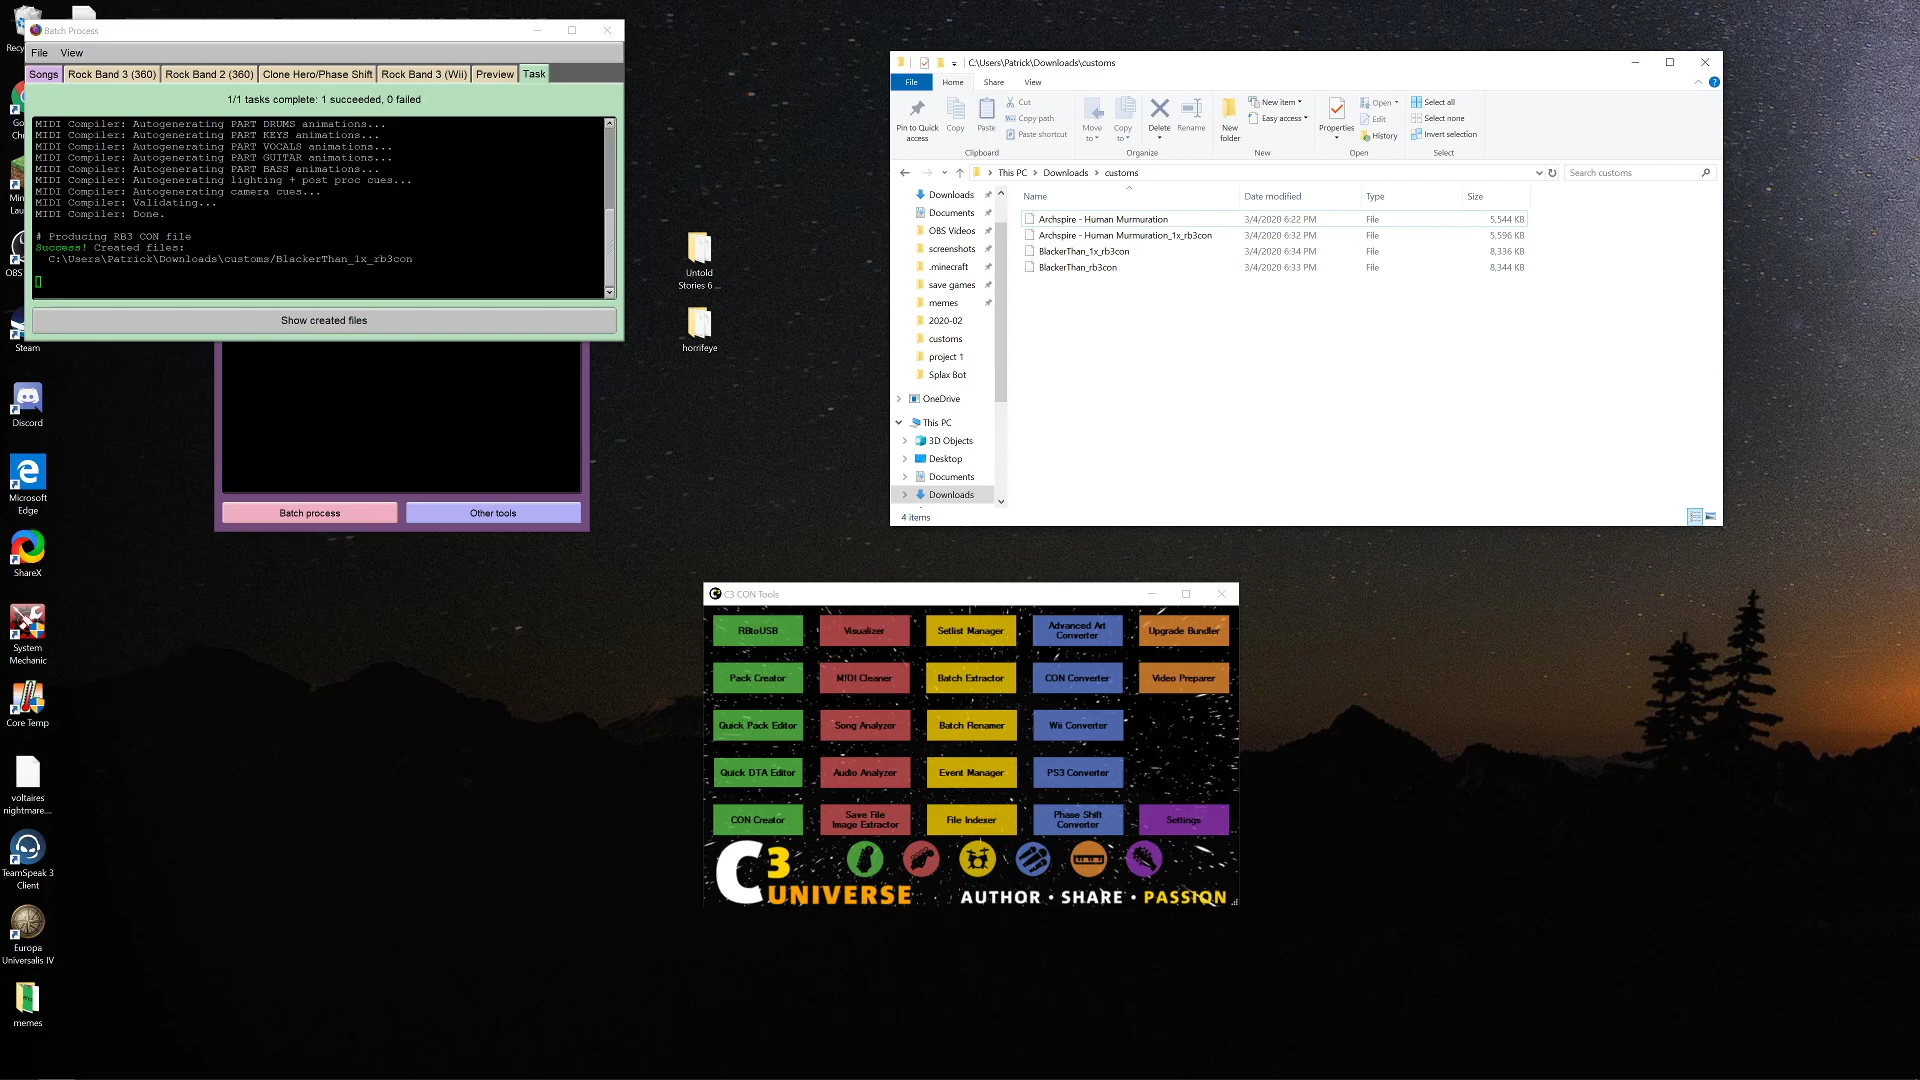 Batch Process
File View
Songs Rock Band 3 (360) Rock Band 2 (360) Clone Hero/Phase Shift Rock Band 3 (Wii) Preview Task
1/1 tasks complete: 1 succeeded, 0 failed
MIDI Compiler: Autogenerating PART DRUMS animations...
MIDI Compiler: Autogenerating PART KEYS animations...
MIDI Compiler: Autogenerating PART VOCALS animations...
MIDI Compiler: Autogenerating PART GUITAR animations...
MIDI Compiler: Autogenerating PART BASS animations...
MIDI Compiler: Autogenerating lighting + post proc cues...
MIDI Compiler: Autogenerating camera cues...
MIDI Compiler: Validating...
MIDI Compiler: Done.
# Producing RB3 CON file
Success! Created files:
C:\Users\Patrick\Downloads\customs/BlackerThan_1x_rb3con
Show created files
Batch process Other tools
Steam
Discord
Microsoft
Edge
ShareX
System
Mechanic
Core Temp
voltaires
nightmare...
TeamSpeak 3
Client
Europa
Universalis IV
memes
Untold
Stories 6 ...
horrifeye
C:\Users\Patrick\Downloads\customs
File Home Share View
Pin to Quick
access
Copy
Paste
Cut
Copy path
Paste shortcut
Clipboard
Move
to
Copy
to
Delete
Rename
Organize
New
folder
New item
Easy access
New
Properties
Open
Edit
History
Open
Select all
Select none
Invert selection
Select
This PC > Downloads > customs
Search customs
Downloads
Documents
OBS Videos
screenshots
.minecraft
save games
memes
2020-02
customs
project 1
Splax Bot
OneDrive
This PC
3D Objects
Desktop
Documents
Downloads
Name Date modified Type Size
Archspire - Human Murmuration 3/4/2020 6:22 PM File 5,544 KB
Archspire - Human Murmuration_1x_rb3con 3/4/2020 6:32 PM File 5,596 KB
BlackerThan_1x_rb3con 3/4/2020 6:34 PM File 8,336 KB
BlackerThan_rb3con 3/4/2020 6:33 PM File 8,344 KB
4 items
C3 CON Tools
RBtoUSB Visualizer Setlist Manager Advanced Art Converter Upgrade Bundler
Pack Creator MIDI Cleaner Batch Extractor CON Converter Video Preparer
Quick Pack Editor Song Analyzer Batch Renamer Wii Converter
Quick DTA Editor Audio Analyzer Event Manager PS3 Converter
CON Creator Save File Image Extractor File Indexer Phase Shift Converter Settings
C3 UNIVERSE
AUTHOR • SHARE • PASSION